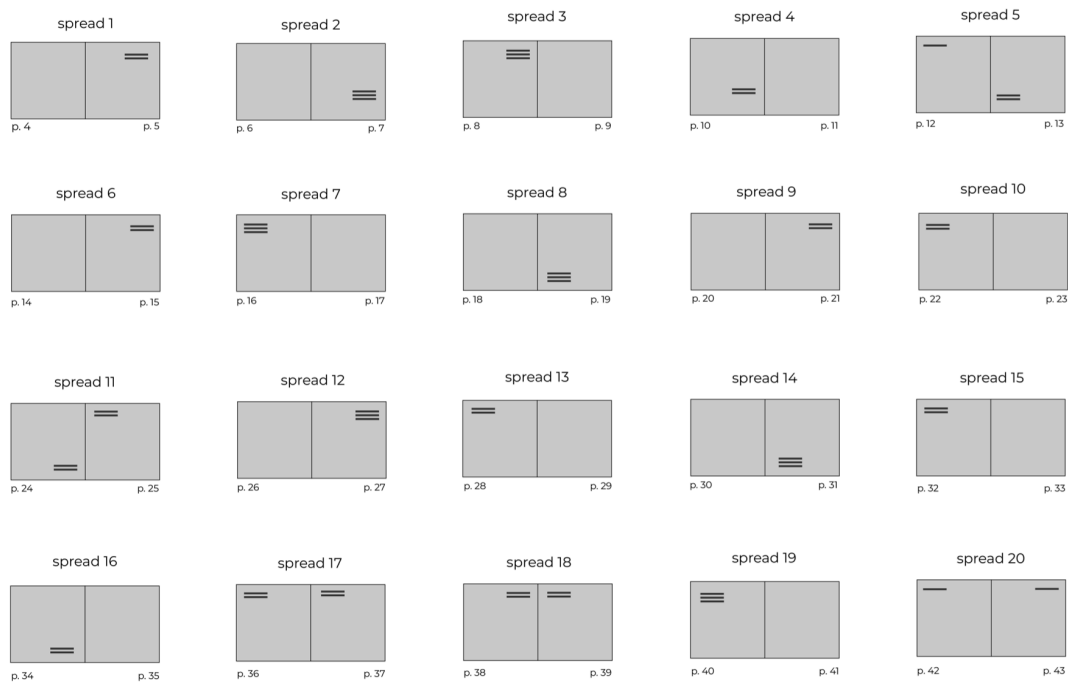 spread 1
spread 2
spread 3
spread 4
spread 5
p. 4 p. 5
p. 6 p. 7
p. 8 p. 9
p. 10 p. 11
p. 12 p. 13
spread 6
spread 7
spread 8
spread 9
spread 10
p. 14 p. 15
p. 16 p. 17
p. 18 p. 19
p. 20 p. 21
p. 22 p. 23
spread 11
spread 12
spread 13
spread 14
spread 15
p. 24 p. 25
p. 26 p. 27
p. 28 p. 29
p. 30 p. 31
p. 32 p. 33
spread 16
spread 17
spread 18
spread 19
spread 20
p. 34 p. 35
p. 36 p. 37
p. 38 p. 39
p. 40 p. 41
p. 42 p. 43